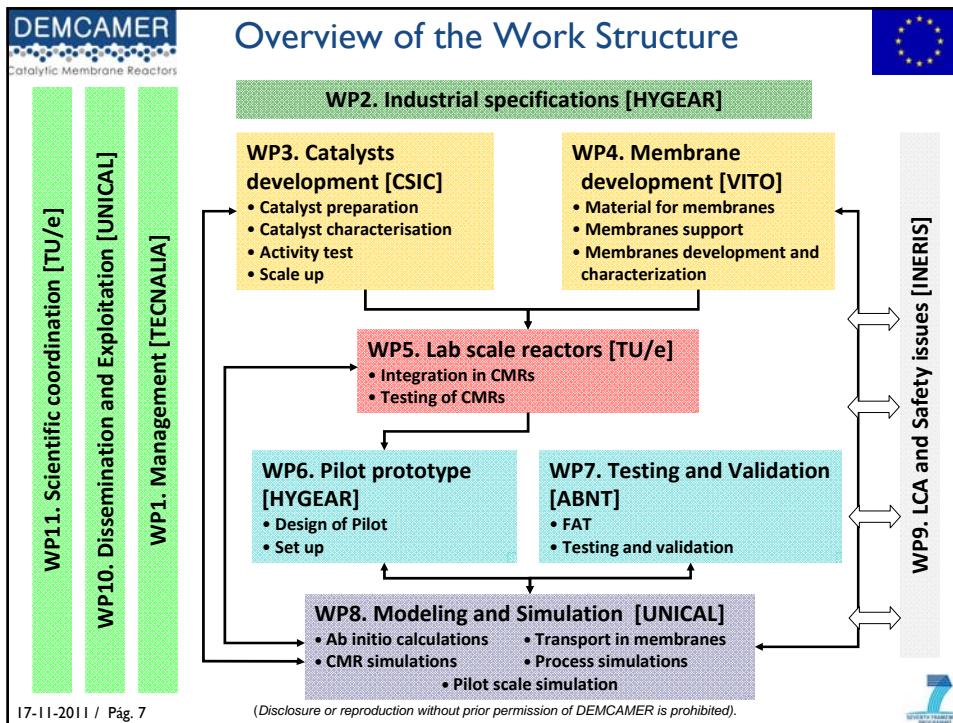 DEMCAMER
Catalytic Membrane Reactors
Overview of the Work Structure
WP11. Scientific coordination [TU/e]
WP10. Dissemination and Exploitation [UNICAL]
WP1. Management [TECNALIA]
WP2. Industrial specifications [HYGEAR]
WP3. Catalysts
development [CSIC]
• Catalyst preparation
• Catalyst characterisation
• Activity test
• Scale up
WP4. Membrane
development [VITO]
• Material for membranes
• Membranes support
• Membranes development and
characterization
WP5. Lab scale reactors [TU/e]
• Integration in CMRs
• Testing of CMRs
WP6. Pilot prototype
[HYGEAR]
• Design of Pilot
• Set up
WP7. Testing and Validation
[ABNT]
• FAT
• Testing and validation
WP8. Modeling and Simulation [UNICAL]
• Ab initio calculations
• Transport in membranes
• CMR simulations
• Process simulations
• Pilot scale simulation
WP9. LCA and Safety issues [INERIS]
17-11-2011 / Pág. 7
(Disclosure or reproduction without prior permission of DEMCAMER is prohibited).
7
SEVENTH FRAMEWORK
PROGRAMME